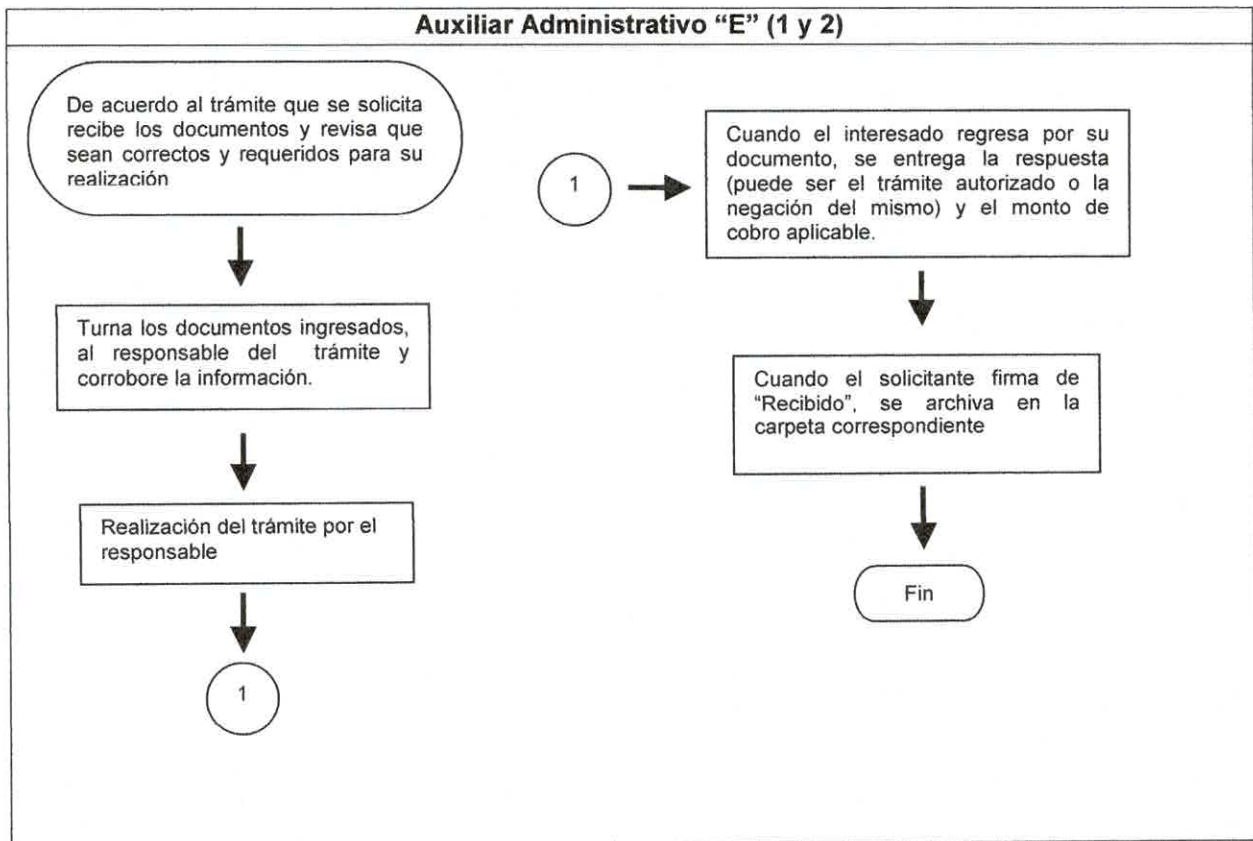 Auxiliar Administrativo “E” (1 y 2)
De acuerdo al trámite que se solicita
recibe los documentos y revisa que
sean correctos y requeridos para su
realización
Turna los documentos ingresados,
al responsable del trámite y
corrobore la información.
Realización del trámite por el
responsable
1
1
Cuando el interesado regresa por su
documento, se entrega la respuesta
(puede ser el trámite autorizado o la
negación del mismo) y el monto de
cobro aplicable.
Cuando el solicitante firma de
“Recibido”, se archiva en la
carpeta correspondiente
Fin